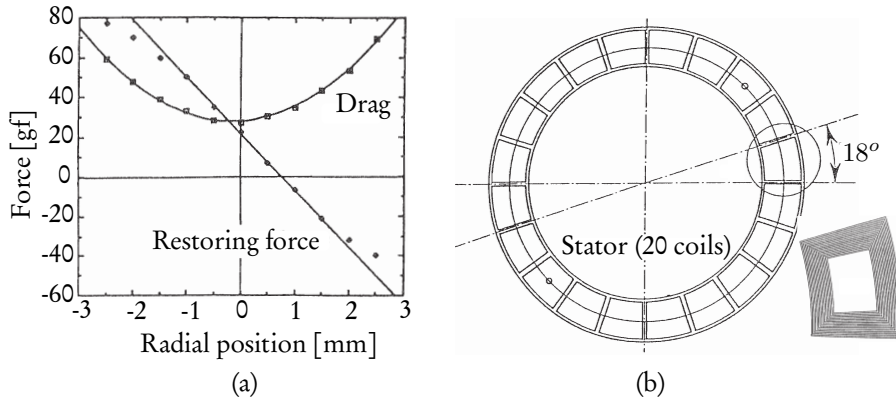 80
60
40
20
0
-20
-40
-60
Force [gf]
Drag
Restoring force
-3 -2 -1 0 1 2 3
Radial position [mm]
(a)
18º
Stator (20 coils)
(b)